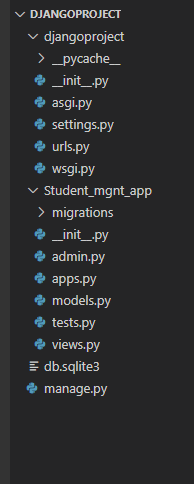 DJANGOPROJECT
djangoproject
__pycache__
__init__.py
asgi.py
settings.py
urls.py
wsgi.py
Student_mgnt_app
migrations
__init__.py
admin.py
apps.py
models.py
tests.py
views.py
db.sqlite3
manage.py